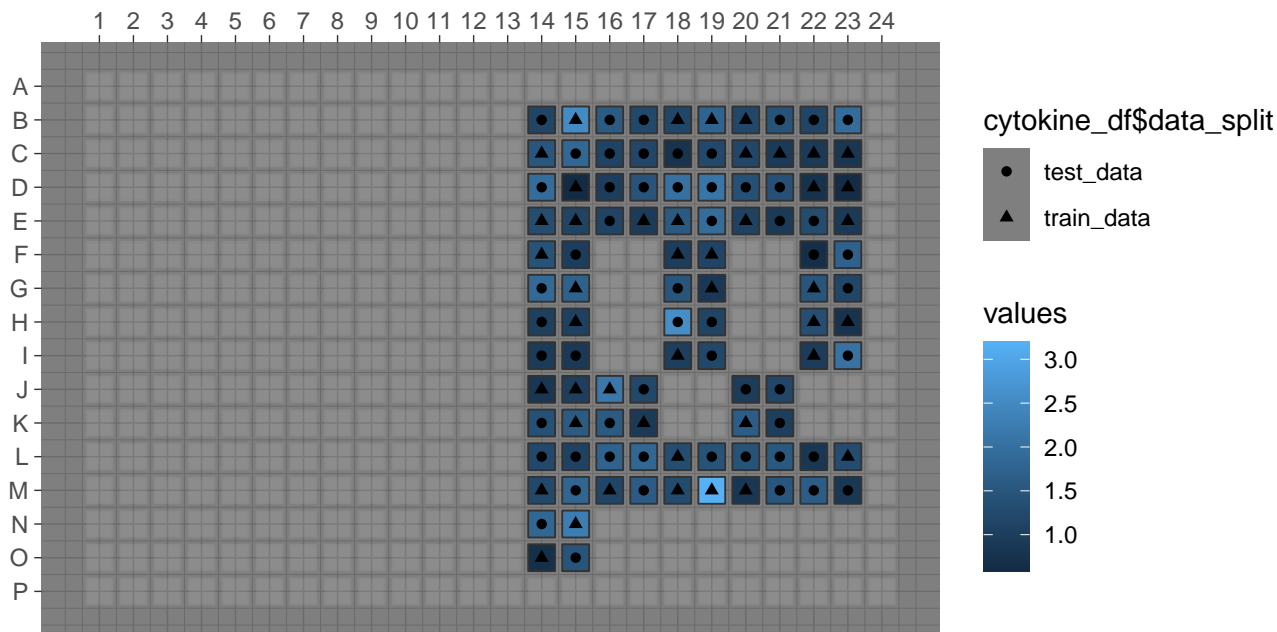 1 2 3 4 5 6 7 8 9 10 11 12 13 14 15 16 17 18 19 20 21 22 23 24
A
B
C
D
E
F
G
H
I
J
K
L
M
N
O
P
cytokine_df$data_split
test_data
train_data
values
3.0
2.5
2.0
1.5
1.0